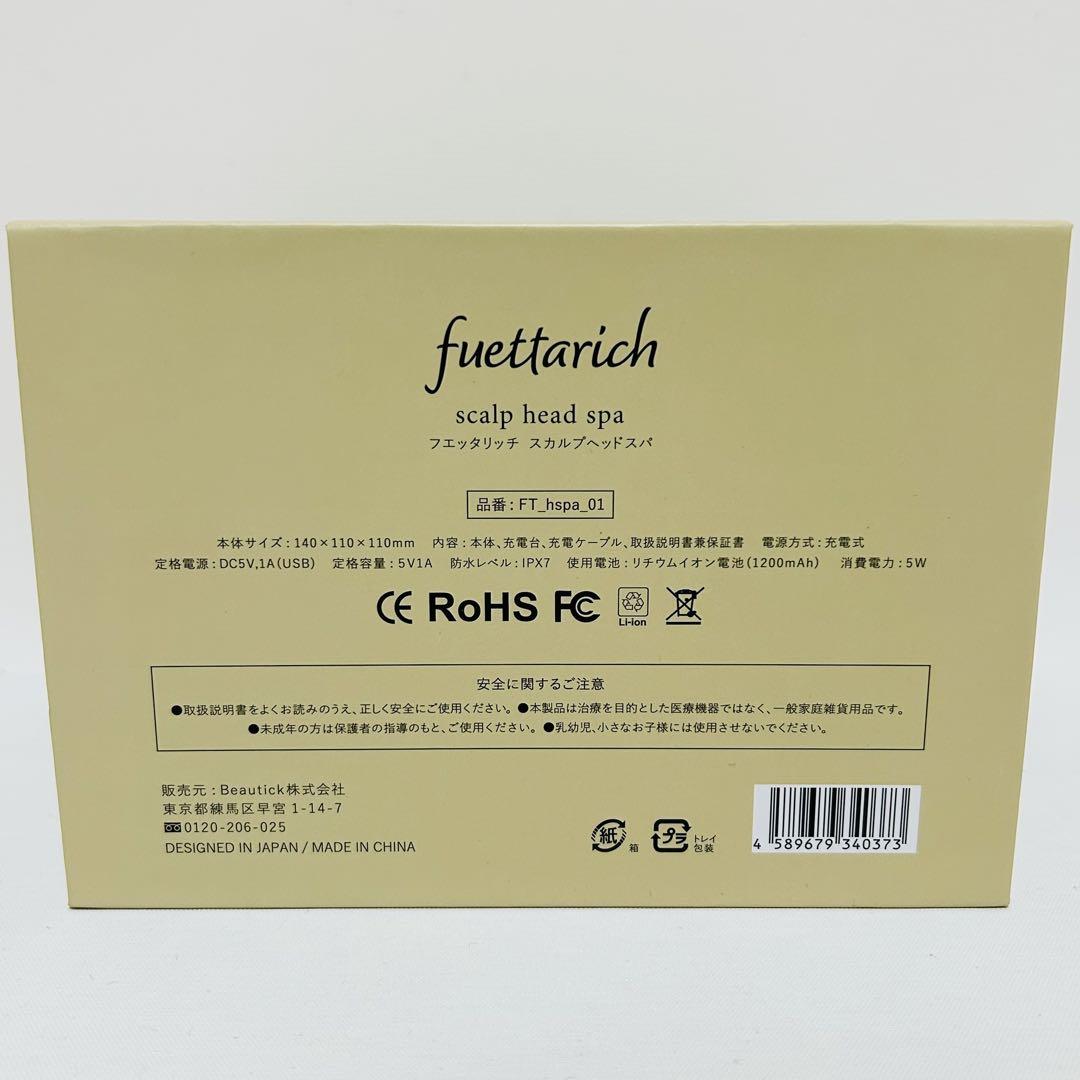 fuettarich
scalp head spa
フエッタリッチ スカルプヘッドスパ
品番:FT_hspa_01
本体サイズ:140×110×110mm 内容:本体、充電台、充電ケーブル、取扱説明書兼保証書 電源方式:充電式
定格電源:DC5V,1A(USB) 定格容量:5V1A 防水レベル:IPX7 使用電池:リチウムイオン電池(1200mAh) 消費電力:5W
CE RoHS FC Li-ion
安全に関するご注意
●取扱説明書をよくお読みのうえ、正しく安全にご使用ください。 ●本製品は治療を目的とした医療機器ではなく、一般家庭雑貨用品です。
●未成年の方は保護者の指導のもと、ご使用ください。 ●乳幼児、小さなお子様には使用させないでください。
販売元:Beautick株式会社
東京都練馬区早宮1-14-7
0120-206-025
DESIGNED IN JAPAN / MADE IN CHINA
紙 箱 プラ トレイ 包装
4 589679 340373